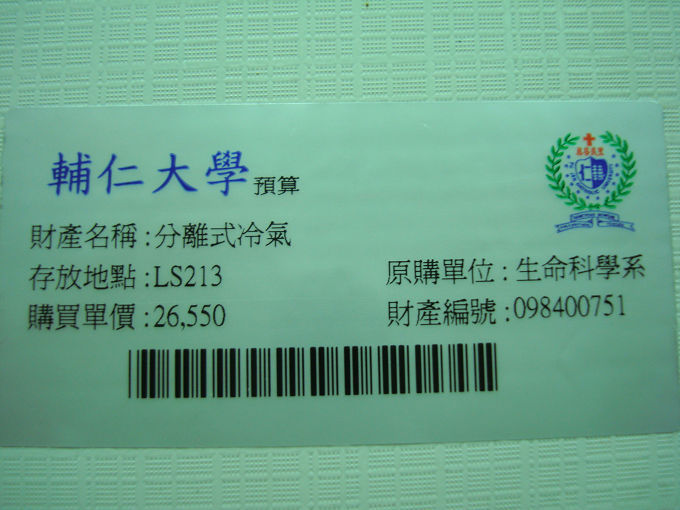 輔仁大學 預算
財產名稱：分離式冷氣
存放地點：LS213
原購單位：生命科學系
購買單價：26,550
財產編號：098400751